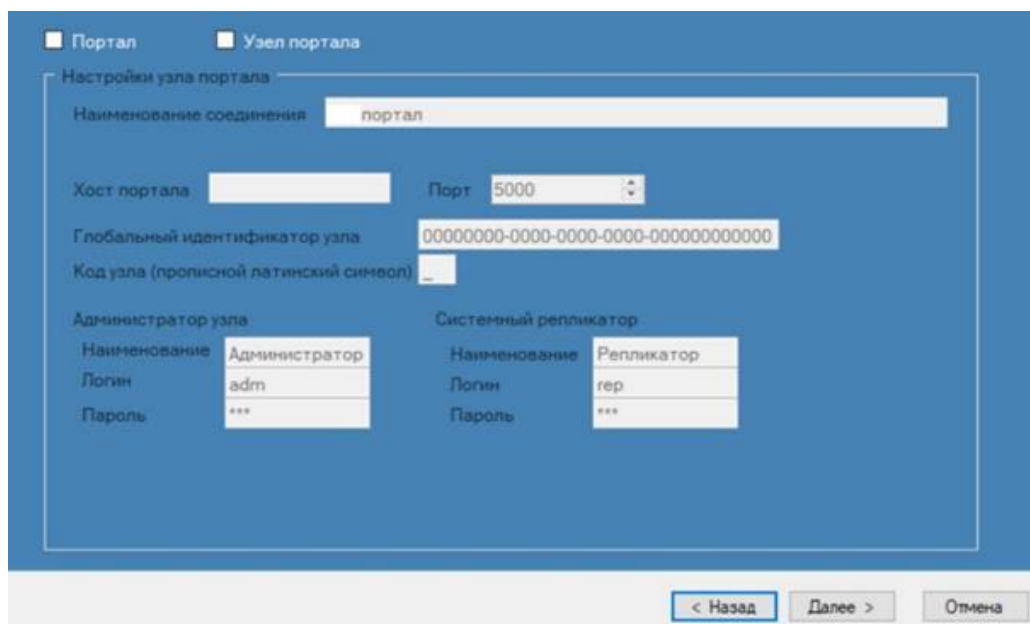 Портал Узел портала
Настройки узла портала
Наименование соединения портал
Хост портала Порт 5000
Глобальный идентификатор узла 00000000-0000-0000-0000-000000000000
Код узла (прописной латинский символ) _
Администратор узла Системный репликатор
Наименование Администратор Наименование Репликатор
Логин adm Логин rep
Пароль *** Пароль ***
< Назад Далее > Отмена